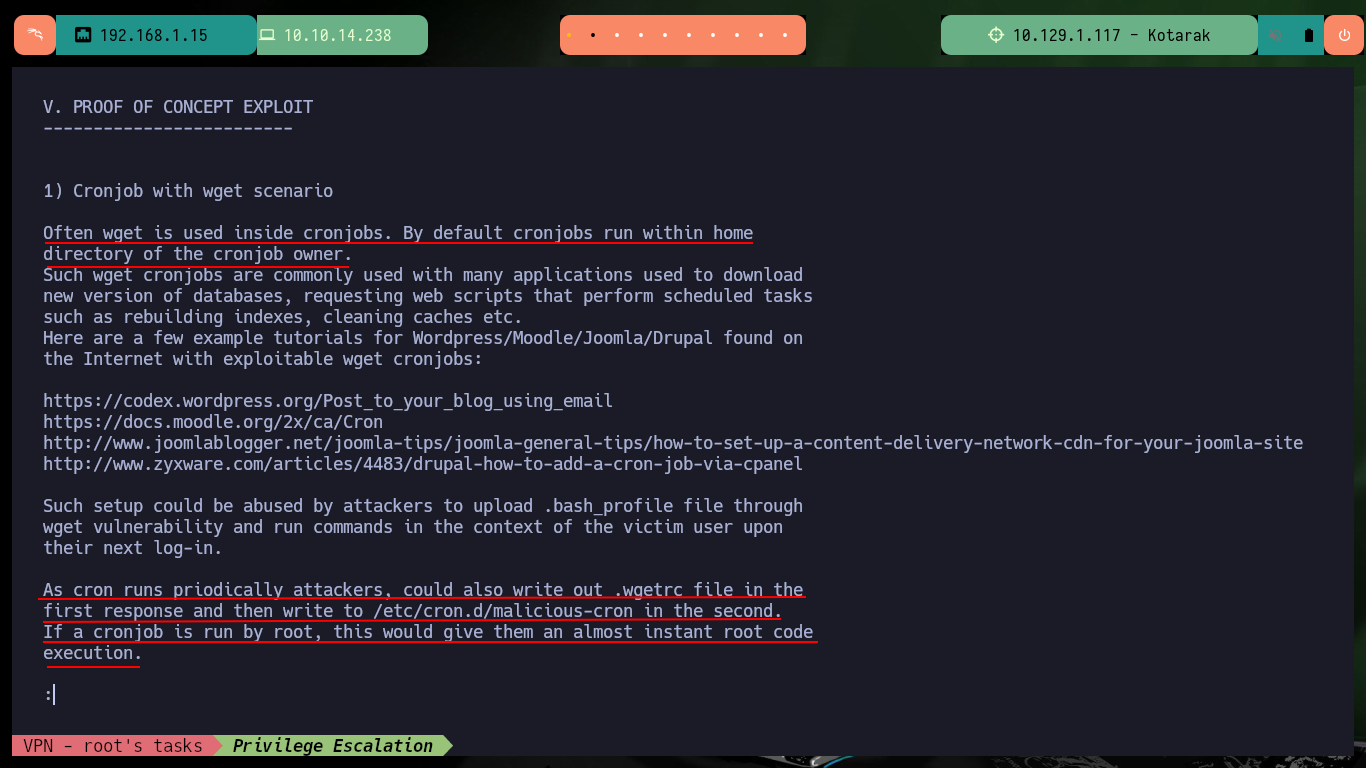 192.168.1.15
10.10.14.238
10.129.1.117 - Kotarak
V. PROOF OF CONCEPT EXPLOIT
-------------------------
1) Cronjob with wget scenario
Often wget is used inside cronjobs. By default cronjobs run within home
directory of the cronjob owner.
Such wget cronjobs are commonly used with many applications used to download
new version of databases, requesting web scripts that perform scheduled tasks
such as rebuilding indexes, cleaning caches etc.
Here are a few example tutorials for Wordpress/Moodle/Joomla/Drupal found on
the Internet with exploitable wget cronjobs:
https://codex.wordpress.org/Post_to_your_blog_using_email
https://docs.moodle.org/2x/ca/Cron
http://www.joomlablogger.net/joomla-tips/joomla-general-tips/how-to-set-up-a-content-delivery-network-cdn-for-your-joomla-site
http://www.zyxware.com/articles/4483/drupal-how-to-add-a-cron-job-via-cpanel
Such setup could be abused by attackers to upload .bash_profile file through
wget vulnerability and run commands in the context of the victim user upon
their next log-in.
As cron runs priodically attackers, could also write out .wgetrc file in the
first response and then write to /etc/cron.d/malicious-cron in the second.
If a cronjob is run by root, this would give them an almost instant root code
execution.
:
VPN - root's tasks
Privilege Escalation